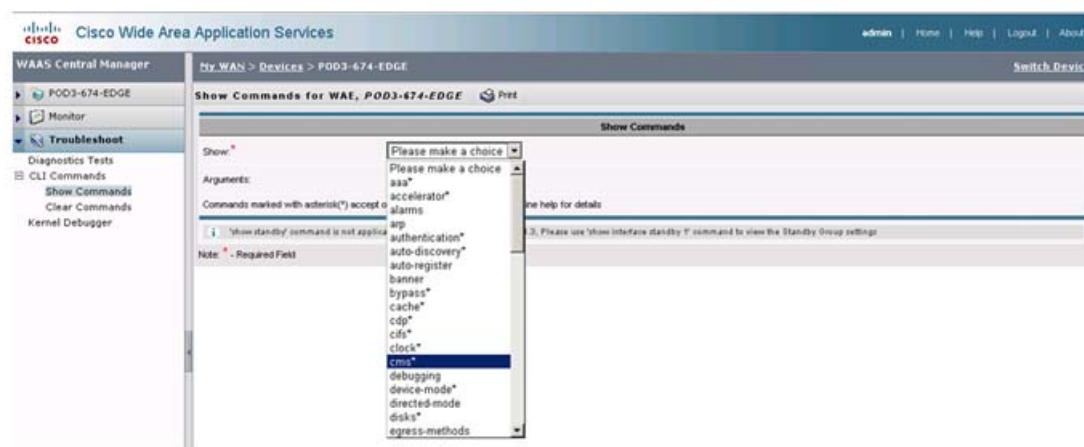 CISCO
Cisco Wide Area Application Services
admin | Home | Help | Logout | About
WAAS Central Manager
My WAN > Devices > POD3-674-EDGE
Switch Devic
POD3-674-EDGE
Show Commands for WAE, POD3-674-EDGE Print
Monitor
Troubleshoot
Diagnostics Tests
CLI Commands
Show Commands
Clear Commands
Kernel Debugger
Show Commands
Show:*
Please make a choice
Arguments:
Commands marked with asterisk(*) accept o
ne help for details
'show standby' command is not applica
.3, Please use 'show interface standby 1' command to view the Standby Group settings
Note: * - Required Field
Please make a choice
aaa*
accelerator*
alarms
arp
authentication*
auto-discovery*
auto-register
banner
bypass*
cache*
cdp*
cifs*
clock*
cms*
debugging
device-mode*
directed-mode
disks*
egress-methods